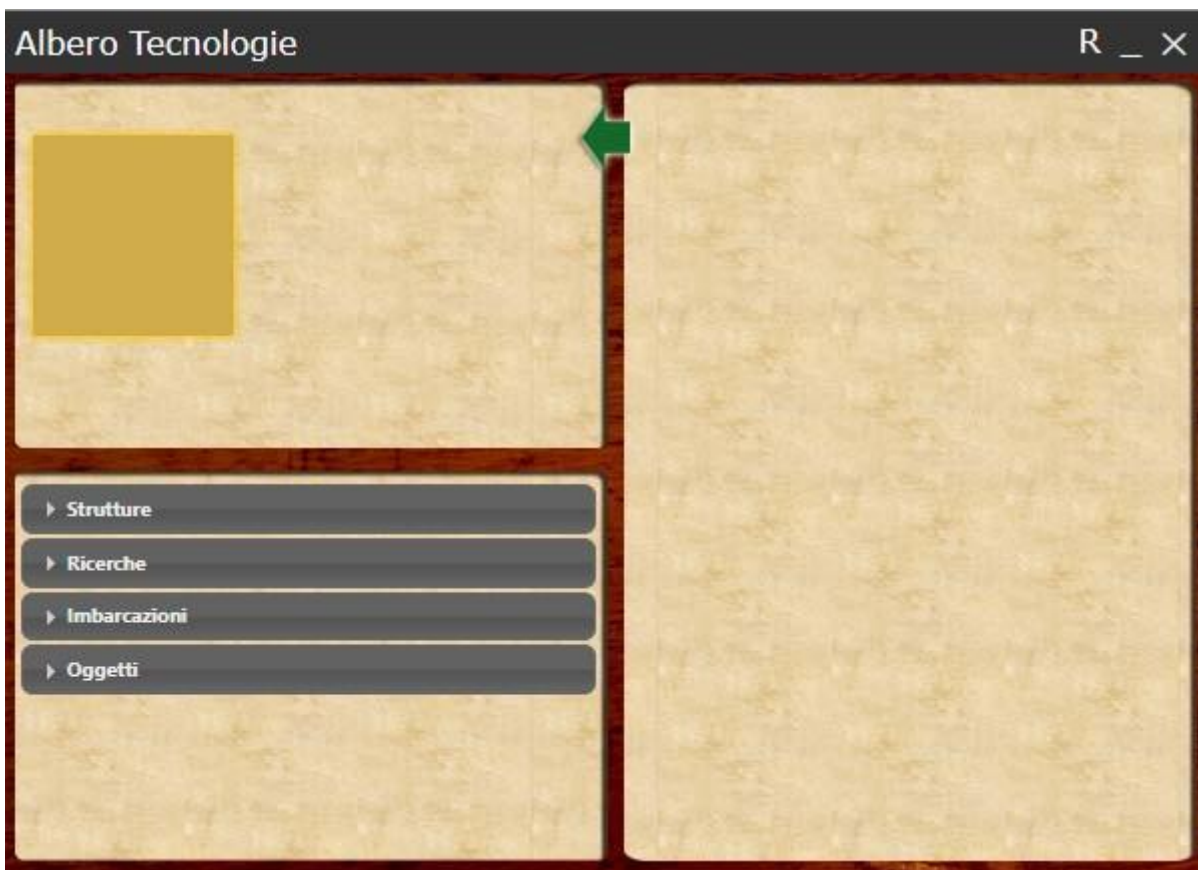 Albero Tecnologie R _ ×
Strutture
Ricerche
Imbarcazioni
Oggetti